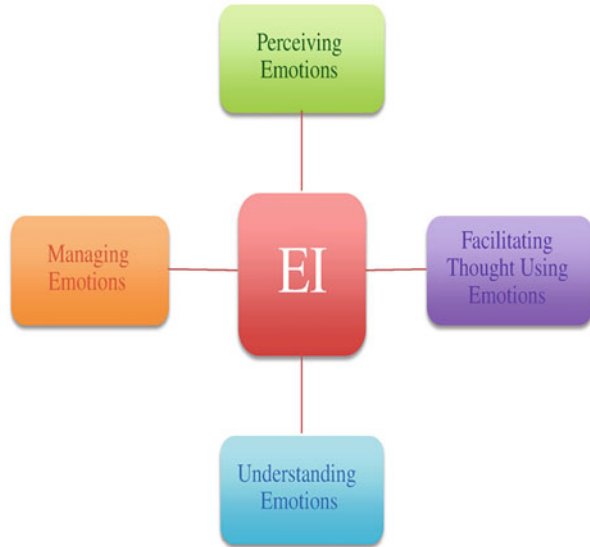 Perceiving
Emotions
Managing
Emotions
EI
Facilitating
Thought Using
Emotions
Understanding
Emotions